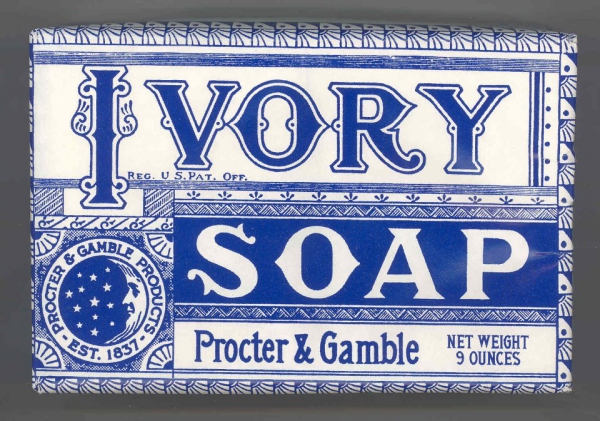 IVORY
REG. U.S. PAT. OFF.
SOAP
PROCTER & GAMBLE PRODUCTS
- EST. 1837 -
Procter & Gamble
NET WEIGHT
9 OUNCES